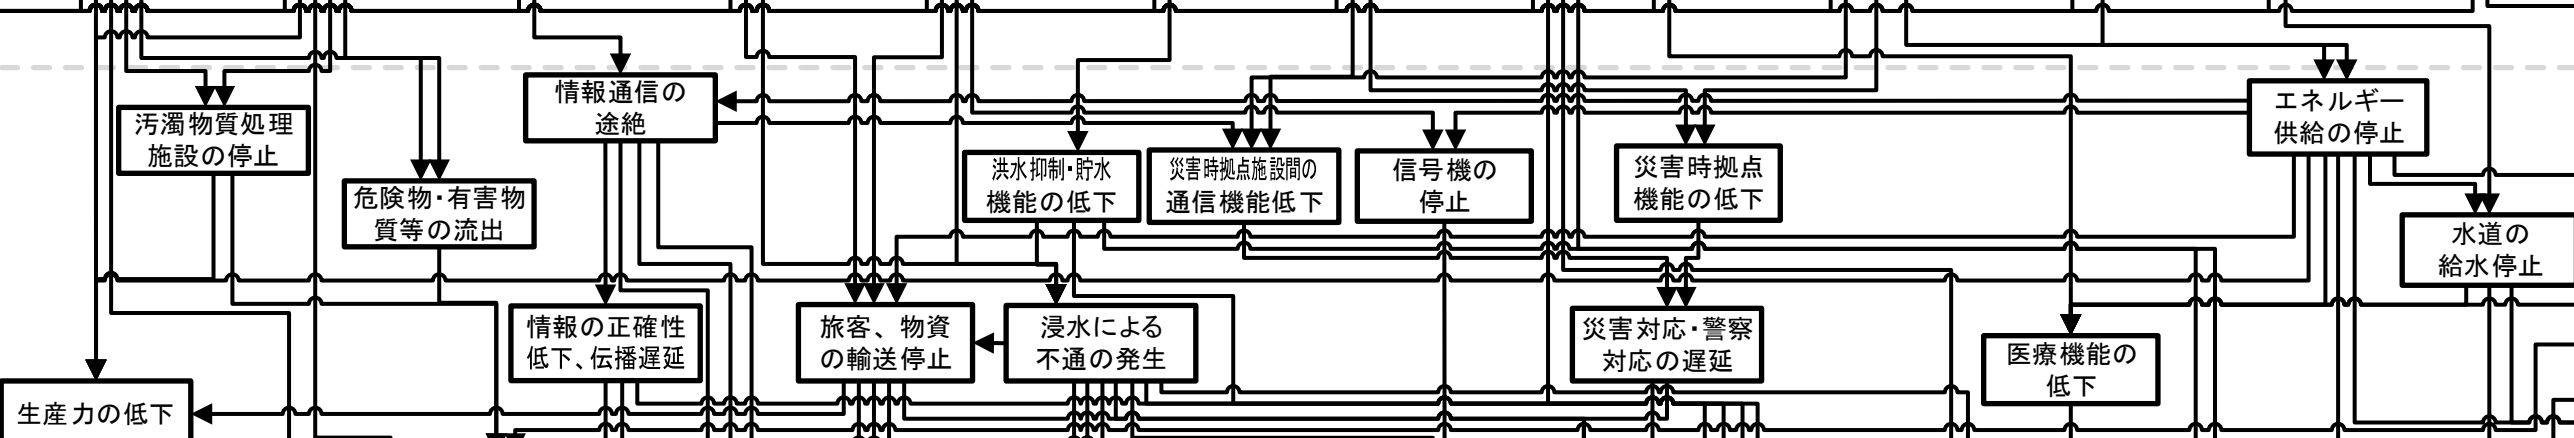 情報通信の
途絶
エネルギー
供給の停止
汚濁物質処理
施設の停止
洪水抑制・貯水
機能の低下
災害時拠点施設間の
通信機能低下
信号機の
停止
災害時拠点
機能の低下
危険物・有害物
質等の流出
水道の
給水停止
情報の正確性
低下、伝播遅延
旅客、物資
の輸送停止
浸水による
不通の発生
災害対応・警察
対応の遅延
医療機能の
低下
生産力の低下